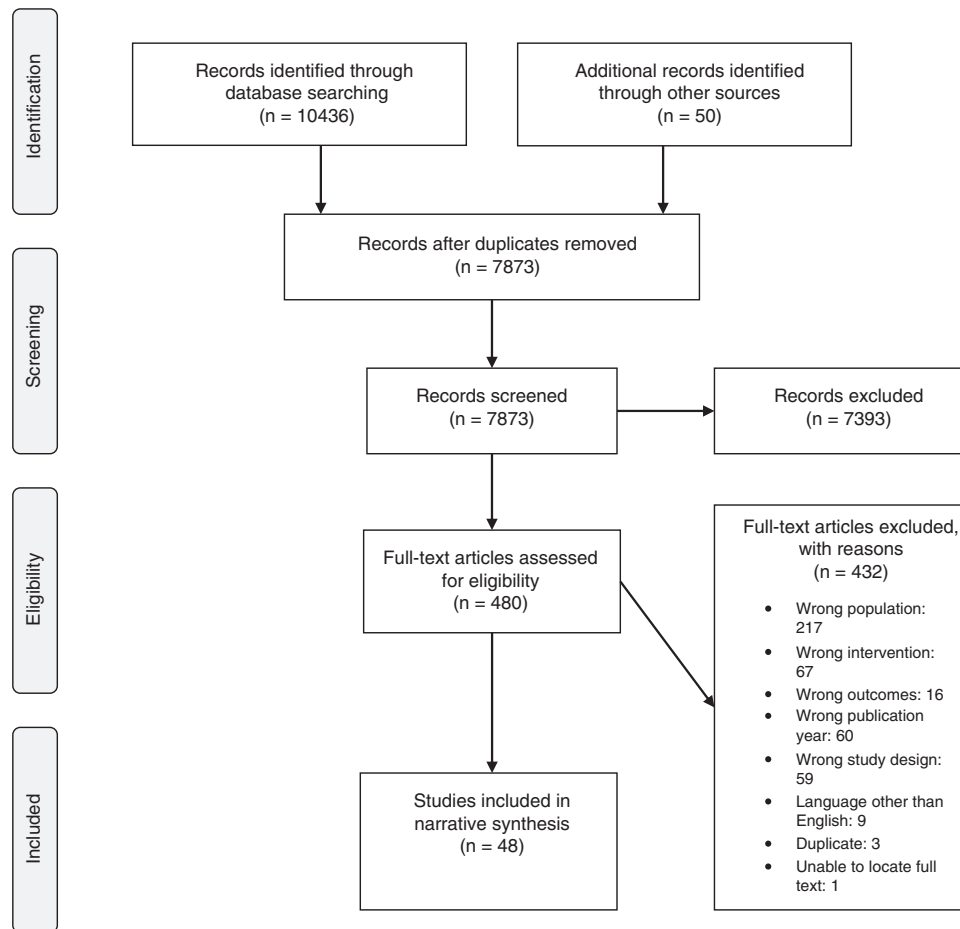 Identification
Records identified through
database searching
(n = 10436)
Additional records identified
through other sources
(n = 50)
Records after duplicates removed
(n = 7873)
Screening
Records screened
(n = 7873)
Records excluded
(n = 7393)
Eligibility
Full-text articles assessed
for eligibility
(n = 480)
Full-text articles excluded,
with reasons
(n = 432)
• Wrong population:
217
• Wrong intervention:
67
• Wrong outcomes: 16
• Wrong publication
year: 60
• Wrong study design:
59
• Language other than
English: 9
• Duplicate: 3
• Unable to locate full
text: 1
Included
Studies included in
narrative synthesis
(n = 48)